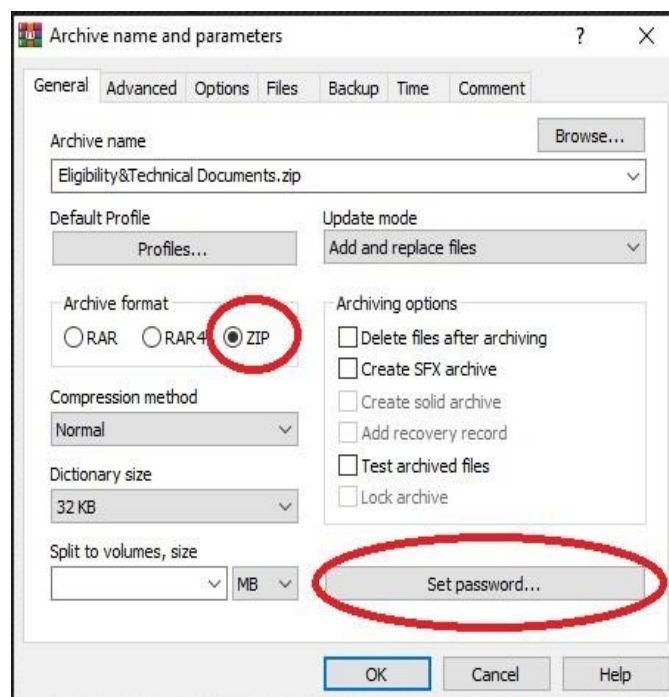 Archive name and parameters
General Advanced Options Files Backup Time Comment
Archive name
Browse...
Eligibility&Technical Documents.zip
Default Profile
Update mode
Profiles...
Add and replace files
Archive format
Archiving options
RAR RAR4 ZIP
Delete files after archiving
Create SFX archive
Compression method
Create solid archive
Normal
Add recovery record
Dictionary size
Test archived files
32 KB
Lock archive
Split to volumes, size
MB
Set password...
OK Cancel Help